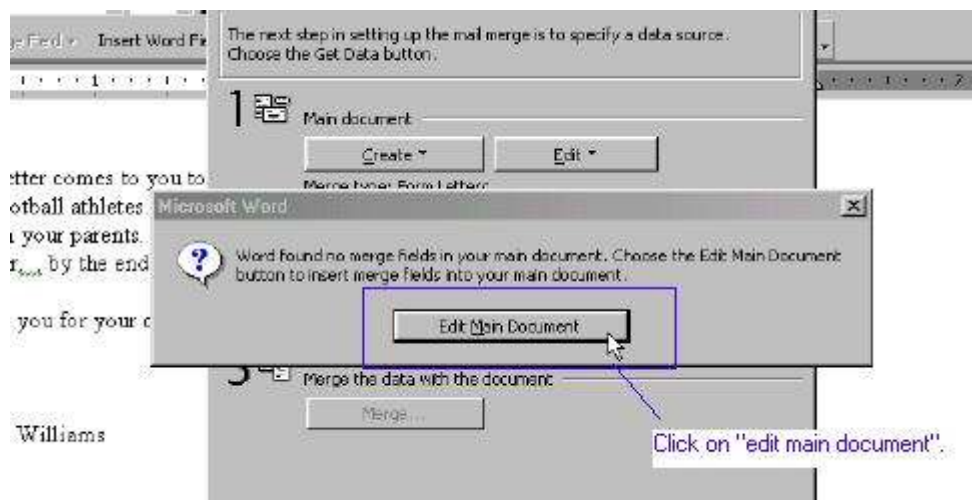 Insert Word Fie
The next step in setting up the mail merge is to specify a data source.
Choose the Get Data button.
1
Main document
Create
Edit
Merge type: Form Letters
etter comes to you to
otball athletes
your parents.
by the end
you for your
Williams
Microsoft Word
Word found no merge fields in your main document. Choose the Edit Main Document
button to insert merge fields into your main document.
Edit Main Document
3
Merge the data with the document
Merge...
Click on "edit main document".